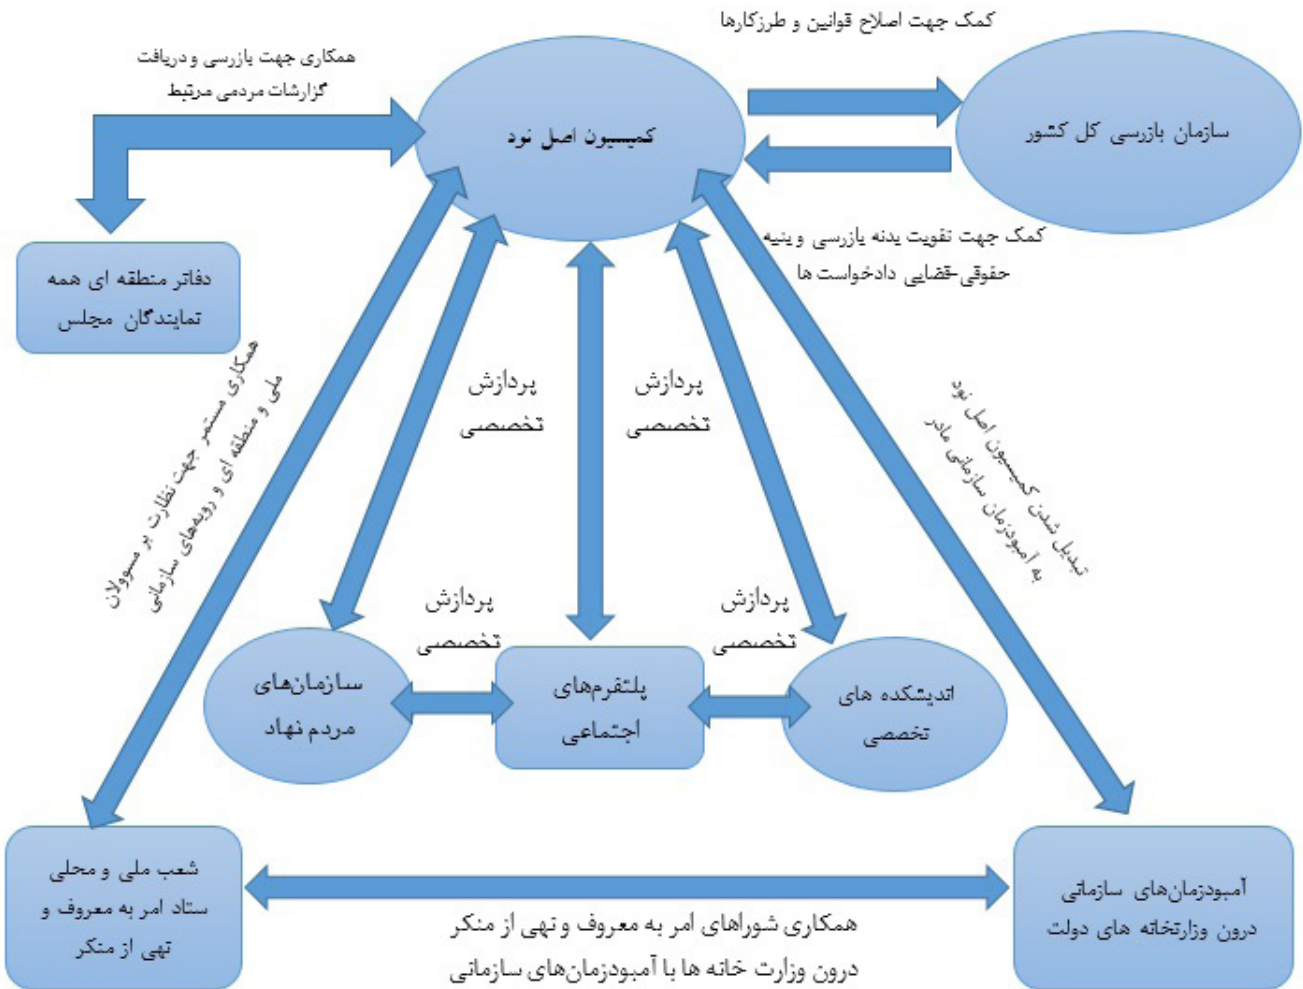 کمک جهت اصلاح قوانین و طرزکارها
همکاری جهت بازرسی و دریافت
گزارشات مردمی مرتبط
کمیسیون اصل نود
سازمان بازرسی کل کشور
کمک جهت تقویت بدنه بازرسی و بنیه
حقوقی-قضایی دادخواست ها
دفاتر منطقه ای همه
نمایندگان مجلس
همکاری مستمر جهت نظارت بر مسوولان
ملی و منطقه ای و رویه‌های سازمانی
پردازش
تخصصی
پردازش
تخصصی
تبدیل شدن کمیسیون اصل نود
به آمبودزمان سازمانی مادر
پردازش
تخصصی
پردازش
تخصصی
سازمان‌های
مردم نهاد
پلتفرم‌های
اجتماعی
اندیشکده های
تخصصی
شعب ملی و محلی
ستاد امر به معروف و
نهی از منکر
آمبودزمان‌های سازمانی
درون وزارتخانه های دولت
همکاری شوراهای امر به معروف و نهی از منکر
درون وزارت خانه ها با آمبودزمان‌های سازمانی